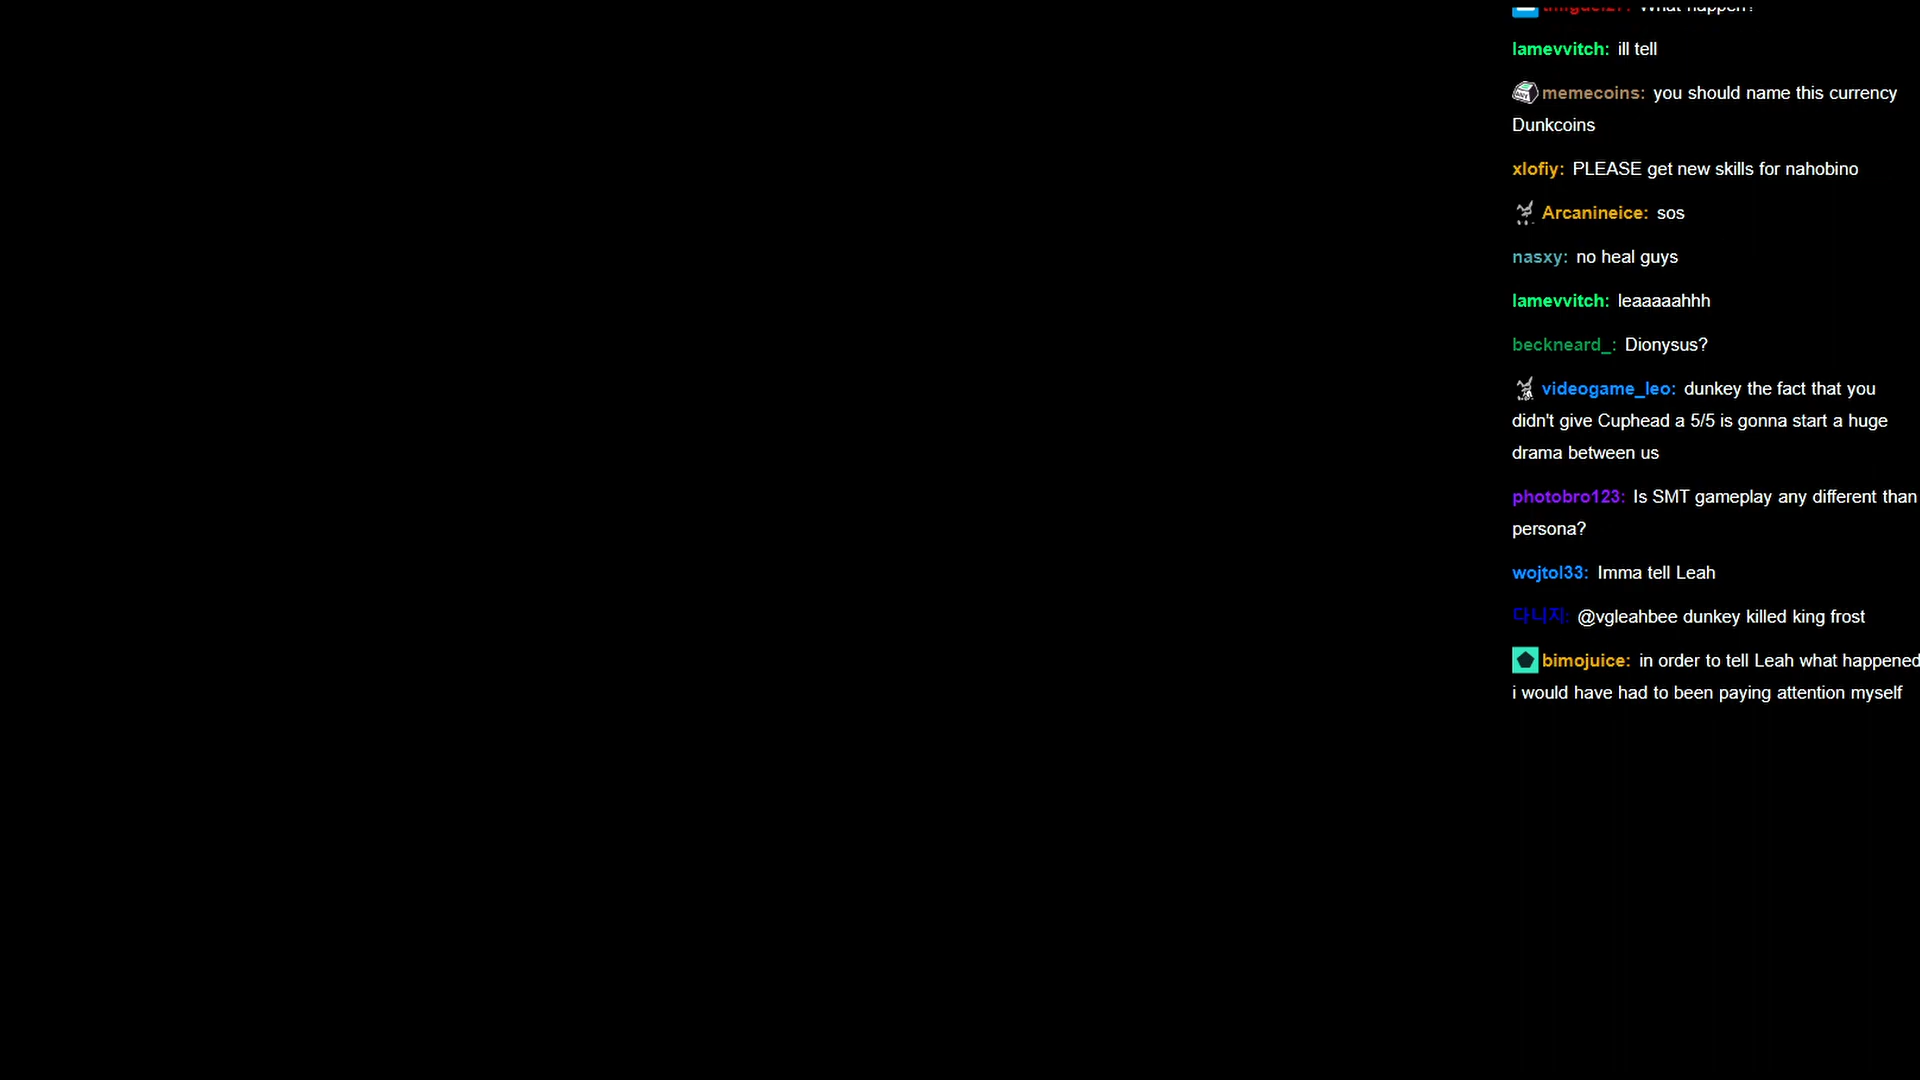 What happen?
lamevvitch: ill tell
memecoins: you should name this currency
Dunkcoins
xlofiy: PLEASE get new skills for nahobino
Arcanineice: sos
nasxy: no heal guys
lamevvitch: leaaaaahhh
beckneard_: Dionysus?
videogame_leo: dunkey the fact that you
didn't give Cuphead a 5/5 is gonna start a huge
drama between us
photobro123: Is SMT gameplay any different than
persona?
wojtol33: Imma tell Leah
다니지: @vgleahbee dunkey killed king frost
bimojuice: in order to tell Leah what happened
i would have had to been paying attention myself